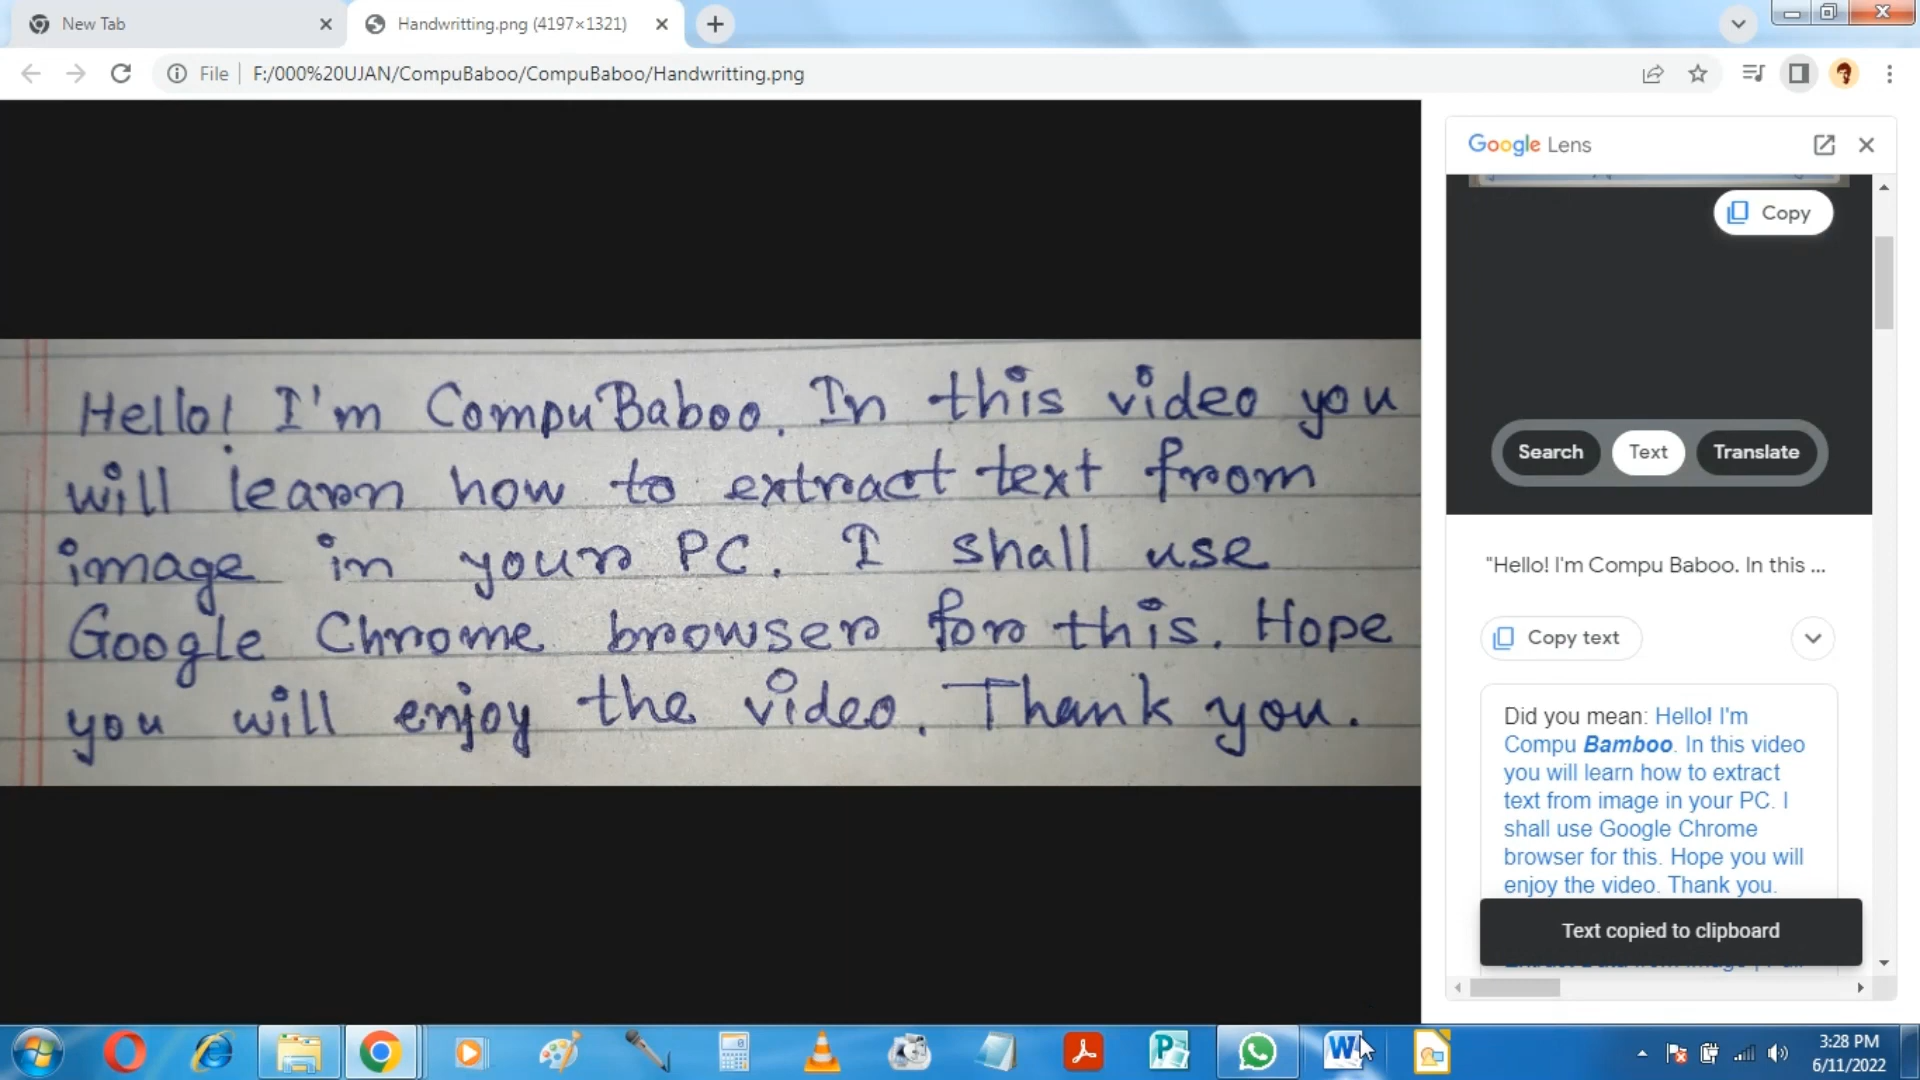 New Tab
Handwritting.png (4197×1321)
File
F:/000%20UJAN/CompuBaboo/CompuBaboo/Handwritting.png
Hello! I'm CompuBaboo. In this video you
will learn how to extract text from
image in your PC. I shall use
Google Chrome browser for this. Hope
you will enjoy the video. Thank you.
Google Lens
Copy
Search Text Translate
"Hello! I'm Compu Baboo. In this ...
Copy text
Did you mean: Hello! I'm
Compu Bamboo. In this video
you will learn how to extract
text from image in your PC. I
shall use Google Chrome
browser for this. Hope you will
enjoy the video. Thank you.
Text copied to clipboard
3:28 PM
6/11/2022